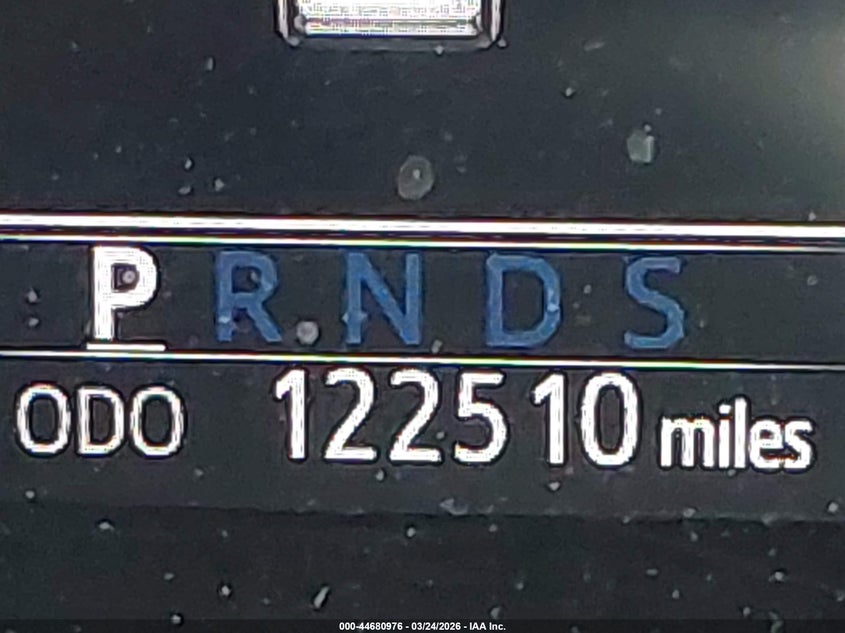 P R N D S
ODO 122510 miles
000-44680976 - 03/24/2026 - IAA Inc.